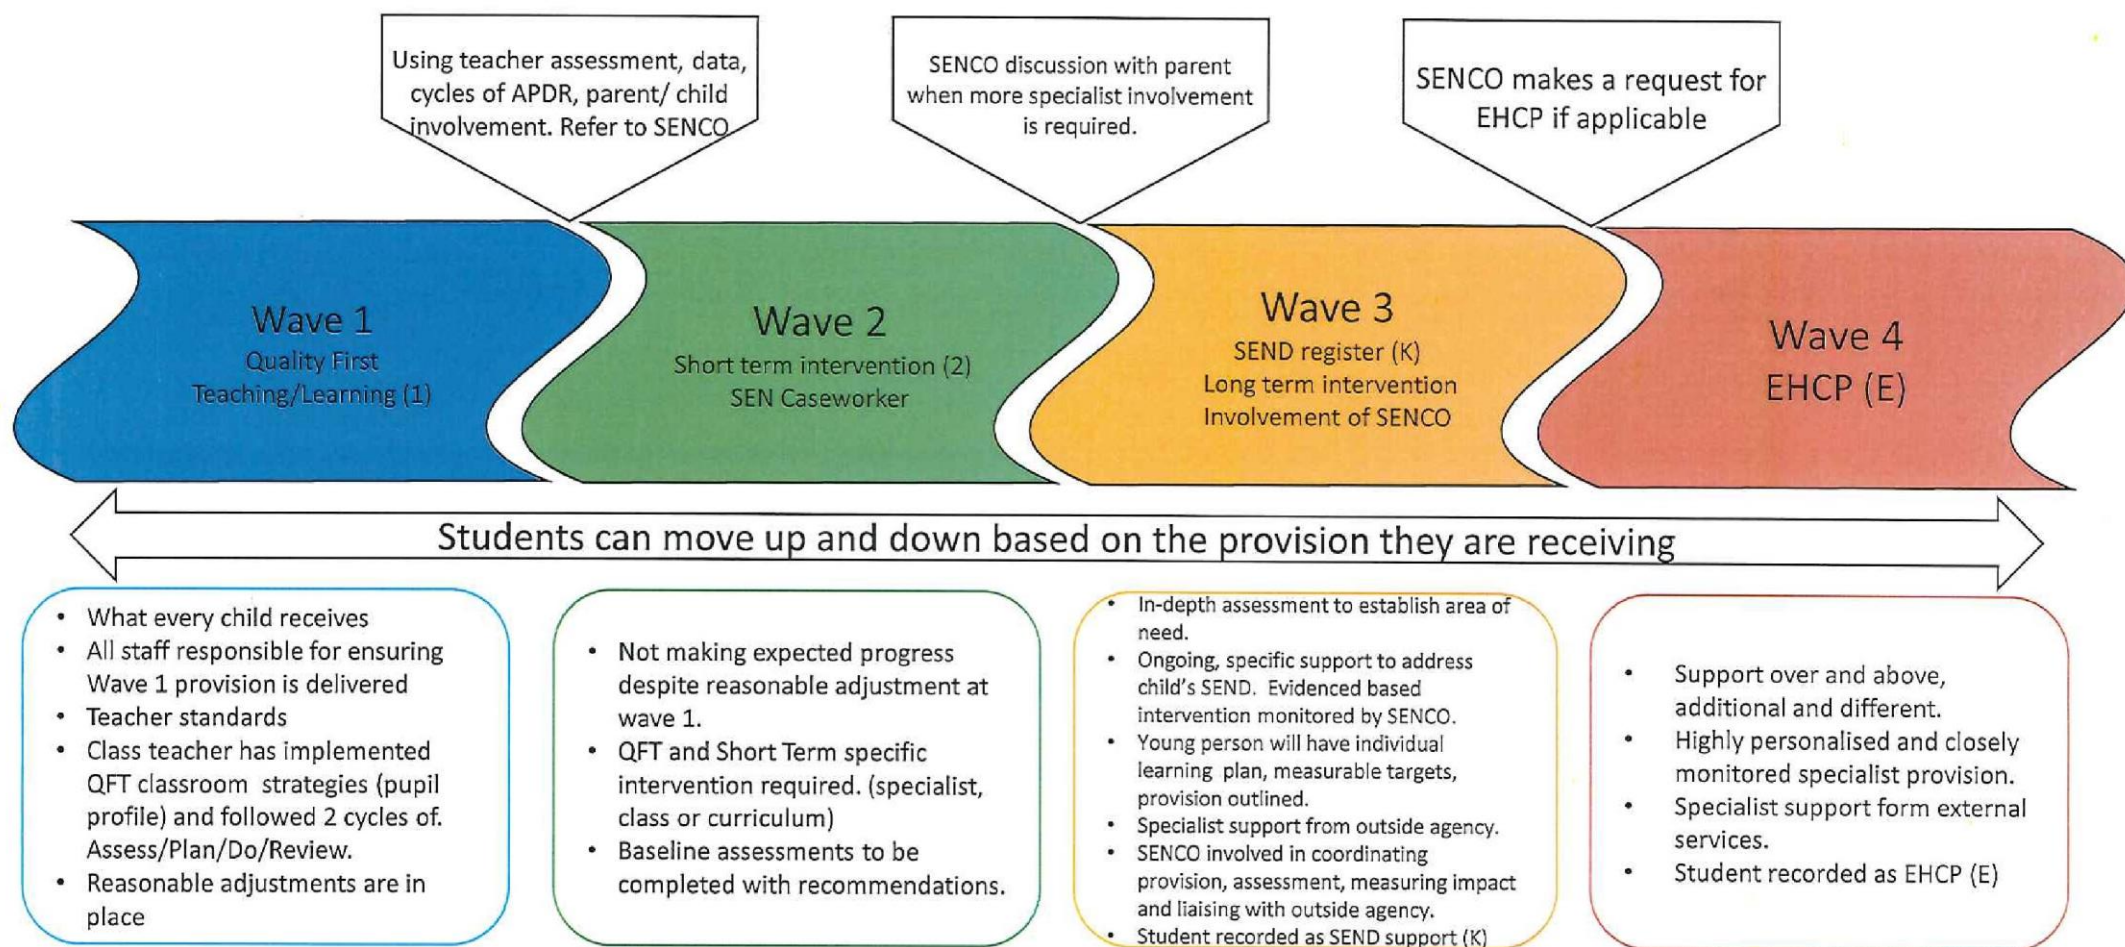 Using teacher assessment, data,
cycles of APDR, parent/ child
involvement. Refer to SENCO
SENCO discussion with parent
when more specialist involvement
is required.
SENCO makes a request for
EHCP if applicable
Wave 1
Quality First
Teaching/Learning (1)
Wave 2
Short term intervention (2)
SEN Caseworker
Wave 3
SEND register (K)
Long term intervention
Involvement of SENCO
Wave 4
EHCP (E)
Students can move up and down based on the provision they are receiving
• What every child receives
• All staff responsible for ensuring
Wave 1 provision is delivered
• Teacher standards
• Class teacher has implemented
QFT classroom strategies (pupil
profile) and followed 2 cycles of.
Assess/Plan/Do/Review.
• Reasonable adjustments are in
place
• Not making expected progress
despite reasonable adjustment at
wave 1.
• QFT and Short Term specific
intervention required. (specialist,
class or curriculum)
• Baseline assessments to be
completed with recommendations.
• In-depth assessment to establish area of
need.
• Ongoing, specific support to address
child's SEND. Evidenced based
intervention monitored by SENCO.
• Young person will have individual
learning plan, measurable targets,
provision outlined.
• Specialist support from outside agency.
• SENCO involved in coordinating
provision, assessment, measuring impact
and liaising with outside agency.
• Student recorded as SEND support (K)
• Support over and above,
additional and different.
• Highly personalised and closely
monitored specialist provision.
• Specialist support form external
services.
• Student recorded as EHCP (E)